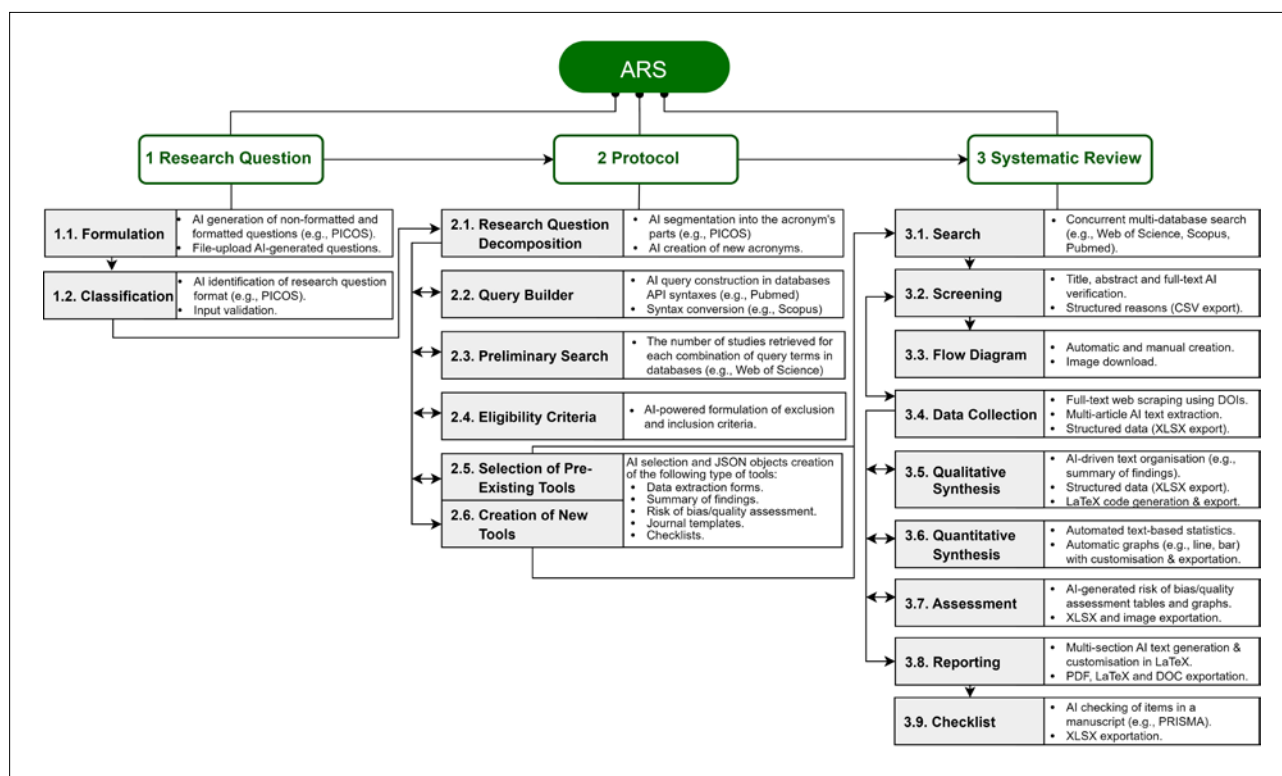 ARS
1 Research Question
2 Protocol
3 Systematic Review
1.1. Formulation
• AI generation of non-formatted and
formatted questions (e.g., PICOS).
• File-upload AI-generated questions.
1.2. Classification
• AI identification of research question
format (e.g., PICOS).
• Input validation.
2.1. Research Question
Decomposition
• AI segmentation into the acronym's
parts (e.g., PICOS)
• AI creation of new acronyms.
2.2. Query Builder
• AI query construction in databases
API syntaxes (e.g., Pubmed)
• Syntax conversion (e.g., Scopus)
2.3. Preliminary Search
• The number of studies retrieved for
each combination of query terms in
databases (e.g., Web of Science)
2.4. Eligibility Criteria
• AI-powered formulation of exclusion
and inclusion criteria.
2.5. Selection of Pre-
Existing Tools
2.6. Creation of New
Tools
AI selection and JSON objects creation
of the following type of tools:
• Data extraction forms.
• Summary of findings.
• Risk of bias/quality assessment.
• Journal templates.
• Checklists.
3.1. Search
• Concurrent multi-database search
(e.g., Web of Science, Scopus,
Pubmed).
3.2. Screening
• Title, abstract and full-text AI
verification.
• Structured reasons (CSV export).
3.3. Flow Diagram
• Automatic and manual creation.
• Image download.
3.4. Data Collection
• Full-text web scraping using DOIs.
• Multi-article AI text extraction.
• Structured data (XLSX export).
3.5. Qualitative
Synthesis
• AI-driven text organisation (e.g.,
summary of findings).
• Structured data (XLSX export).
• LaTeX code generation & export.
3.6. Quantitative
Synthesis
• Automated text-based statistics.
• Automatic graphs (e.g., line, bar)
with customisation & exportation.
3.7. Assessment
• AI-generated risk of bias/quality
assessment tables and graphs.
• XLSX and image exportation.
3.8. Reporting
• Multi-section AI text generation &
customisation in LaTeX.
• PDF, LaTeX and DOC exportation.
3.9. Checklist
• AI checking of items in a
manuscript (e.g., PRISMA).
• XLSX exportation.